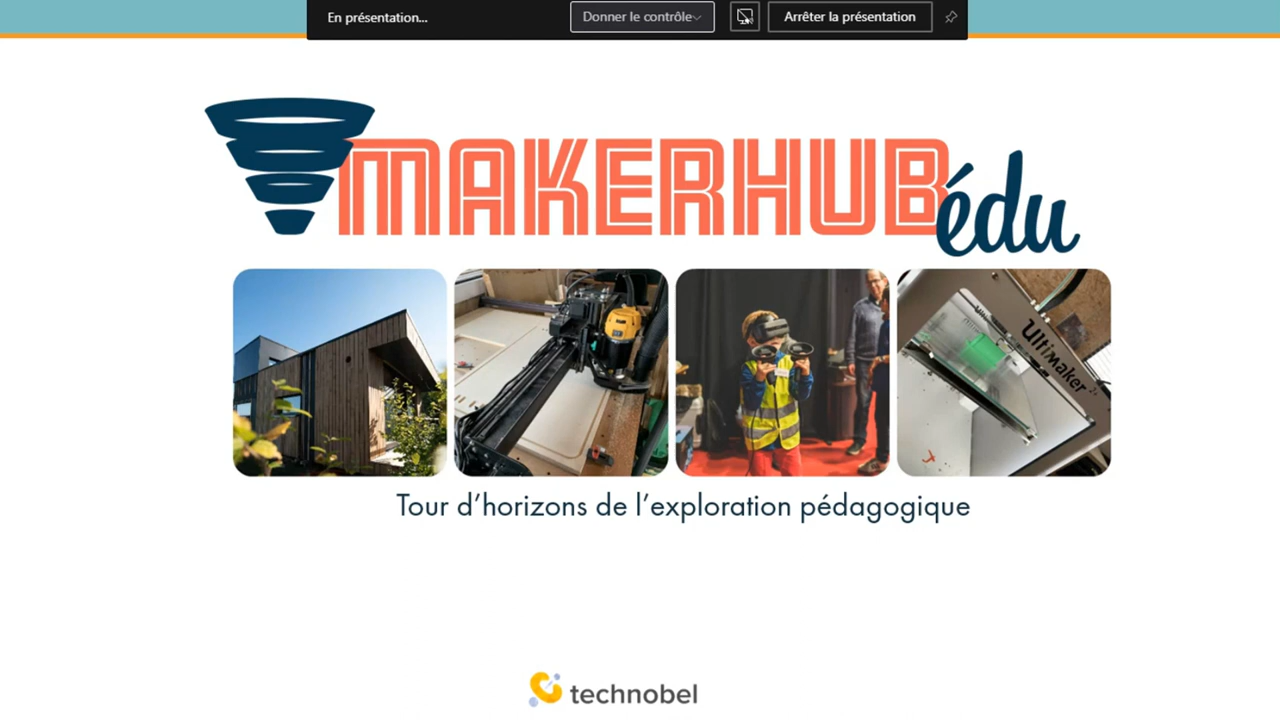 En présentation...
Donner le contrôle
Arrêter la présentation
MAKERHUB
édu
Ultimaker
Tour d'horizons de l'exploration pédagogique
technobel